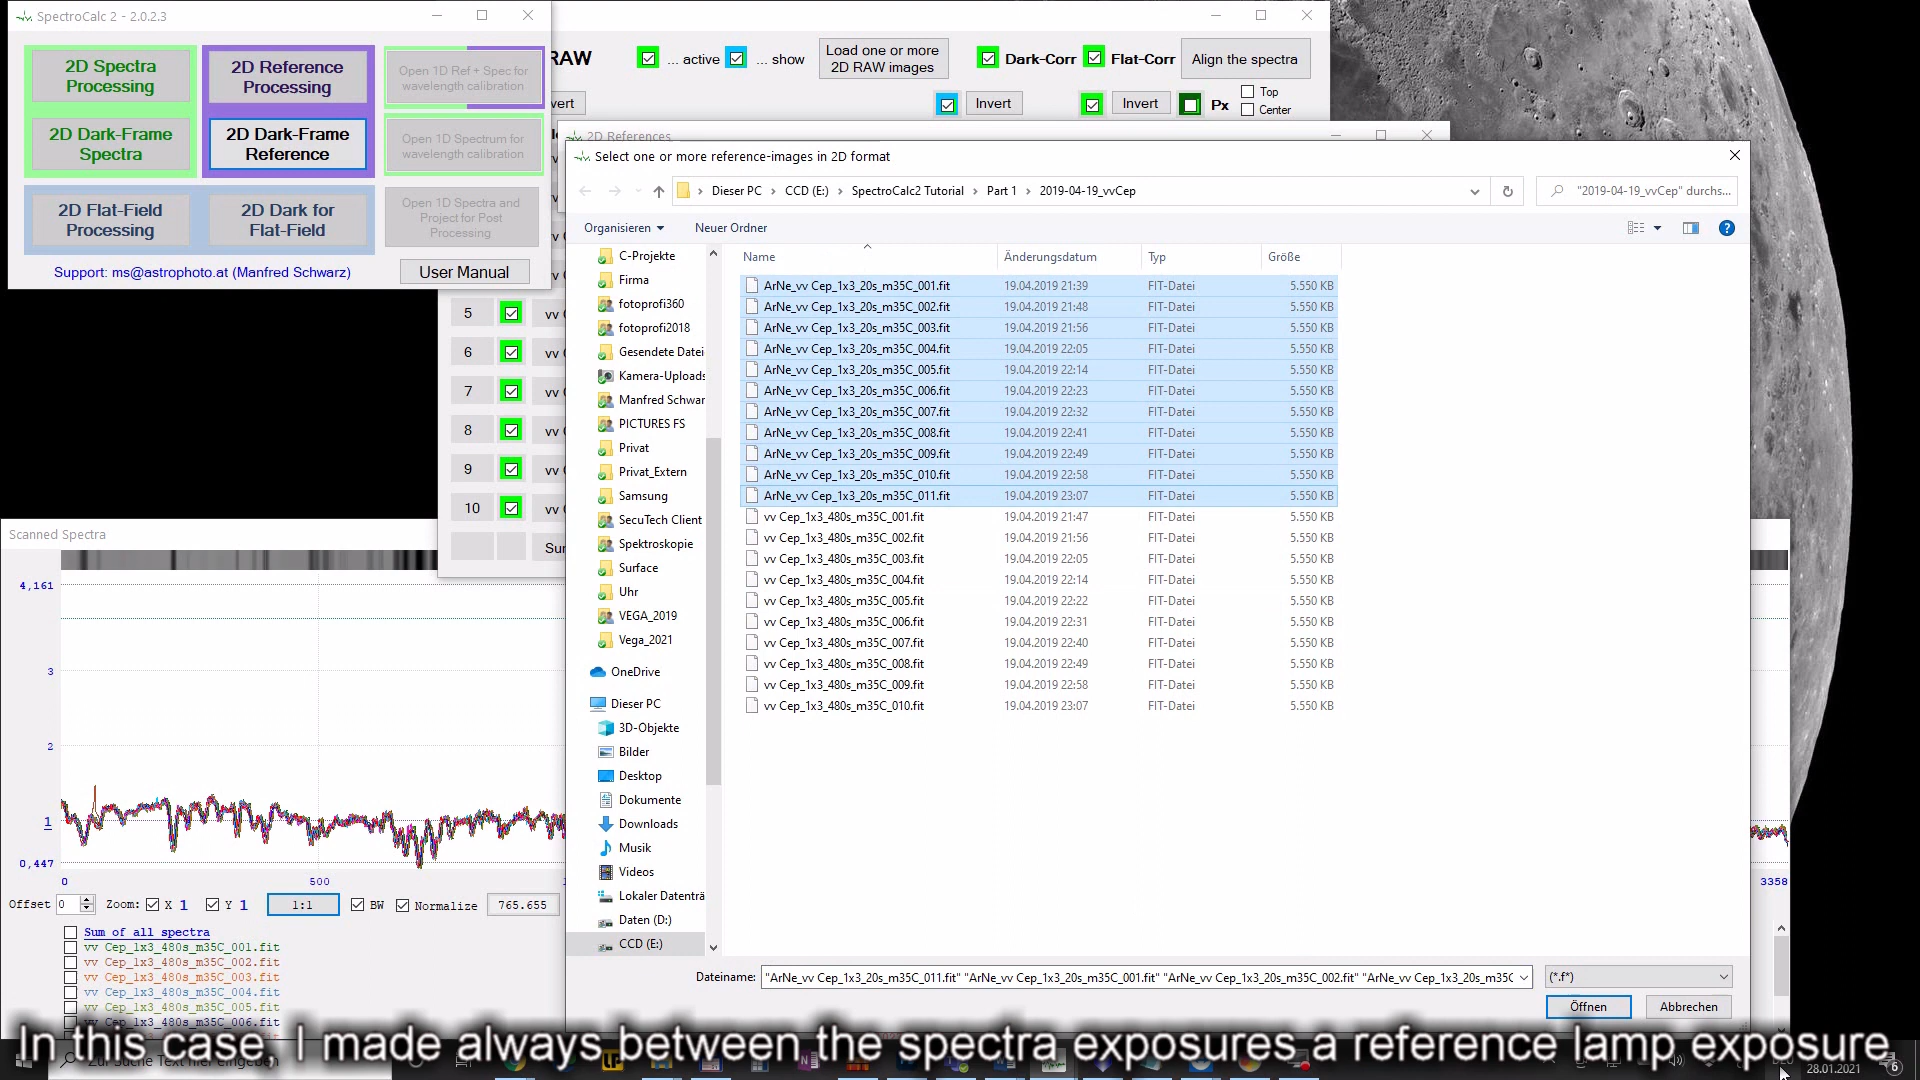 SpectroCalc 2 - 2.0.2.3
2D Spectra Processing
2D Reference Processing
Open 1D Ref + Spec for wavelength calibration
2D Dark-Frame Spectra
2D Dark-Frame Reference
Open 1D Spectrum for wavelength calibration
2D Flat-Field Processing
2D Dark for Flat-Field
Open 1D Spectra and Project for Post Processing
Support: ms@astrophoto.at (Manfred Schwarz)
User Manual
RAW
... active
... show
Load one or more 2D RAW images
Dark-Corr
Flat-Corr
Align the spectra
Invert
Invert
Px
Top
Center
2D References
Select one or more reference-images in 2D format
Dieser PC > CCD (E:) > SpectroCalc2 Tutorial > Part 1 > 2019-04-19_vvCep
"2019-04-19_vvCep" durchs...
Organisieren
Neuer Ordner
Name Änderungsdatum Typ Größe
ArNe_vv Cep_1x3_20s_m35C_001.fit 19.04.2019 21:39 FIT-Datei 5.550 KB
ArNe_vv Cep_1x3_20s_m35C_002.fit 19.04.2019 21:48 FIT-Datei 5.550 KB
ArNe_vv Cep_1x3_20s_m35C_003.fit 19.04.2019 21:56 FIT-Datei 5.550 KB
ArNe_vv Cep_1x3_20s_m35C_004.fit 19.04.2019 22:05 FIT-Datei 5.550 KB
ArNe_vv Cep_1x3_20s_m35C_005.fit 19.04.2019 22:14 FIT-Datei 5.550 KB
ArNe_vv Cep_1x3_20s_m35C_006.fit 19.04.2019 22:23 FIT-Datei 5.550 KB
ArNe_vv Cep_1x3_20s_m35C_007.fit 19.04.2019 22:32 FIT-Datei 5.550 KB
ArNe_vv Cep_1x3_20s_m35C_008.fit 19.04.2019 22:41 FIT-Datei 5.550 KB
ArNe_vv Cep_1x3_20s_m35C_009.fit 19.04.2019 22:49 FIT-Datei 5.550 KB
ArNe_vv Cep_1x3_20s_m35C_010.fit 19.04.2019 22:58 FIT-Datei 5.550 KB
ArNe_vv Cep_1x3_20s_m35C_011.fit 19.04.2019 23:07 FIT-Datei 5.550 KB
vv Cep_1x3_480s_m35C_001.fit 19.04.2019 21:47 FIT-Datei 5.550 KB
vv Cep_1x3_480s_m35C_002.fit 19.04.2019 21:56 FIT-Datei 5.550 KB
vv Cep_1x3_480s_m35C_003.fit 19.04.2019 22:05 FIT-Datei 5.550 KB
vv Cep_1x3_480s_m35C_004.fit 19.04.2019 22:14 FIT-Datei 5.550 KB
vv Cep_1x3_480s_m35C_005.fit 19.04.2019 22:22 FIT-Datei 5.550 KB
vv Cep_1x3_480s_m35C_006.fit 19.04.2019 22:31 FIT-Datei 5.550 KB
vv Cep_1x3_480s_m35C_007.fit 19.04.2019 22:40 FIT-Datei 5.550 KB
vv Cep_1x3_480s_m35C_008.fit 19.04.2019 22:49 FIT-Datei 5.550 KB
vv Cep_1x3_480s_m35C_009.fit 19.04.2019 22:58 FIT-Datei 5.550 KB
vv Cep_1x3_480s_m35C_010.fit 19.04.2019 23:07 FIT-Datei 5.550 KB
C-Projekte
Firma
fotoprofi360
fotoprofi2018
Gesendete Datei
Kamera-Uploads
Manfred Schwar
PICTURES FS
Privat
Privat_Extern
Samsung
SecuTech Client
Spektroskopie
Surface
Uhr
VEGA_2019
Vega_2021
OneDrive
Dieser PC
3D-Objekte
Bilder
Desktop
Dokumente
Downloads
Musik
Videos
Lokaler Datenträ
Daten (D:)
CCD (E:)
Dateiname: "ArNe_vv Cep_1x3_20s_m35C_011.fit" "ArNe_vv Cep_1x3_20s_m35C_001.fit" "ArNe_vv Cep_1x3_20s_m35C_002.fit" "ArNe_vv Cep_1x3_20s_m35C
(*.f*)
Öffnen
Abbrechen
5 vv
6 vv
7 vv
8 vv
9 vv
10 vv
Scanned Spectra
4,161
3
2
1
0,447
0
500
3358
Offset 0 Zoom: X 1 Y 1 1:1 BW Normalize 765.655
Sum of all spectra
vv Cep_1x3_480s_m35C_001.fit
vv Cep_1x3_480s_m35C_002.fit
vv Cep_1x3_480s_m35C_003.fit
vv Cep_1x3_480s_m35C_004.fit
vv Cep_1x3_480s_m35C_005.fit
vv Cep_1x3_480s_m35C_006.fit
In this case, I made always between the spectra exposures a reference lamp exposure
28.01.2021
6